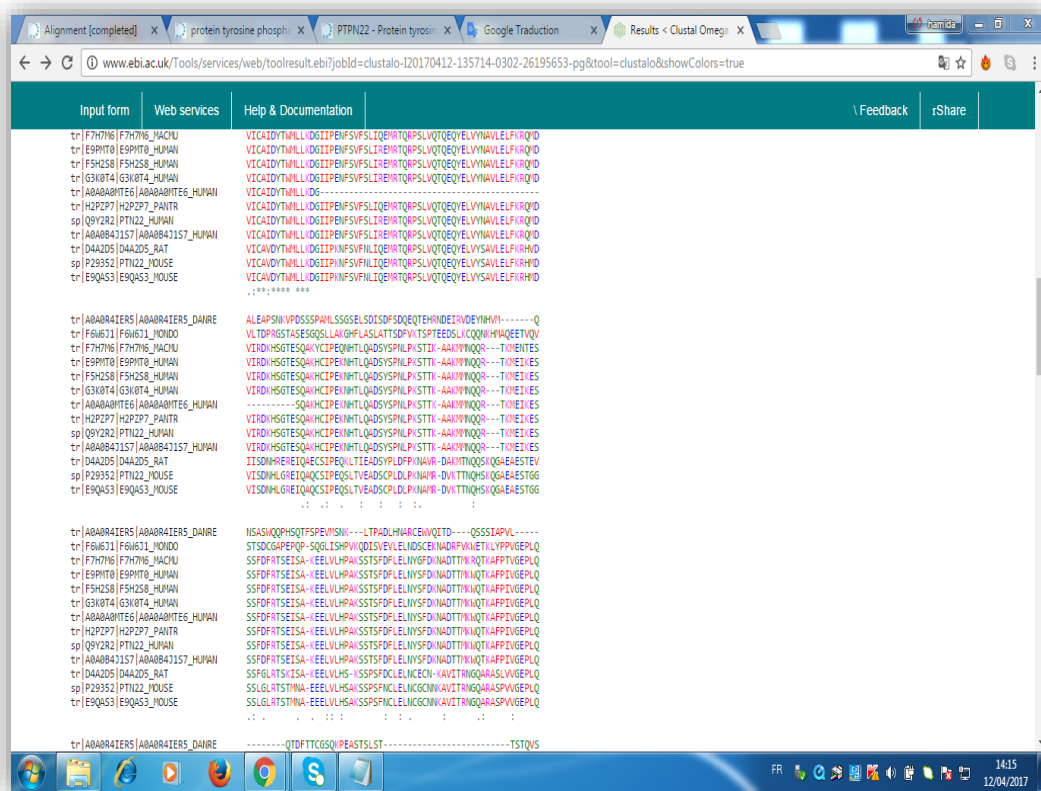 Alignment [completed] X protein tyrosine phospha X PTPN22 - Protein tyrosin X Google Traduction X Results < Clustal Omega X hamida
www.ebi.ac.uk/Tools/services/web/toolresult.ebi?jobId=clustalo-I20170412-135714-0302-26195653-pg&tool=clustalo&showColors=true
Input form Web services Help & Documentation \ Feedback rShare
tr|F7H7M6|F7H7M6_MACMU VICAIDYTWMLLKDGIIPENFSVFSLIQEMRTQRPSLVQTQEQYELVYNAVLELFKRQMD
tr|E9PMT0|E9PMT0_HUMAN VICAIDYTWMLLKDGIIPENFSVFSLIREMRTQRPSLVQTQEQYELVYNAVLELFKRQMD
tr|F5H2S8|F5H2S8_HUMAN VICAIDYTWMLLKDGIIPENFSVFSLIREMRTQRPSLVQTQEQYELVYNAVLELFKRQMD
tr|G3K0T4|G3K0T4_HUMAN VICAIDYTWMLLKDGIIPENFSVFSLIREMRTQRPSLVQTQEQYELVYNAVLELFKRQMD
tr|A0A0A0MTE6|A0A0A0MTE6_HUMAN VICAIDYTWMLLKDG---------------------------------------------
tr|H2PZP7|H2PZP7_PANTR VICAIDYTWMLLKDGIIPENFSVFSLIQEMRTQRPSLVQTQEQYELVYNAVLELFKRQMD
sp|Q9Y2R2|PTN22_HUMAN VICAIDYTWMLLKDGIIPENFSVFSLIREMRTQRPSLVQTQEQYELVYNAVLELFKRQMD
tr|A0A0B4J1S7|A0A0B4J1S7_HUMAN VICAIDYTWMLLKDGIIPENFSVFSLIREMRTQRPSLVQTQEQYELVYNAVLELFKRQMD
tr|D4A2D5|D4A2D5_RAT VICAVDYTWMLLKDGIIPKNFSVFNLIQEMRTQRPSLVQTQEQYELVYSAVLELFKRHVD
sp|P29352|PTN22_MOUSE VICAVDYTWMLLKDGIIPKNFSVFNLIQEMRTQRPSLVQTQEQYELVYSAVLELFKRHMD
tr|E9QAS3|E9QAS3_MOUSE VICAVDYTWMLLKDGIIPKNFSVFNLIQEMRTQRPSLVQTQEQYELVYSAVLELFKRHMD
.:**:**** ***
tr|A0A0R4IER5|A0A0R4IER5_DANRE ALEAPSNKVPDSSSPAMLSSGSELSDISDFSDQEQTEHRNDEIRVDEYNHVM-------Q
tr|F6W6J1|F6W6J1_MONDO VLTDPRGSTASESGQSLLAKGHFLASLATTSDFVKTSPTEEDSLKCQQNKHMAQEETVQV
tr|F7H7M6|F7H7M6_MACMU VIRDKHSGTESQAKYCIPEQNHTLQADSYSPNLPKSTIK-AAKMMNQQR---TKMENTES
tr|E9PMT0|E9PMT0_HUMAN VIRDKHSGTESQAKHCIPEKNHTLQADSYSPNLPKSTTK-AAKMMNQQR---TKMEIKES
tr|F5H2S8|F5H2S8_HUMAN VIRDKHSGTESQAKHCIPEKNHTLQADSYSPNLPKSTTK-AAKMMNQQR---TKMEIKES
tr|G3K0T4|G3K0T4_HUMAN VIRDKHSGTESQAKHCIPEKNHTLQADSYSPNLPKSTTK-AAKMMNQQR---TKMEIKES
tr|A0A0A0MTE6|A0A0A0MTE6_HUMAN ----------SQAKHCIPEKNHTLQADSYSPNLPKSTTK-AAKMMNQQR---TKMEIKES
tr|H2PZP7|H2PZP7_PANTR VIRDKHSGTESQAKHCIPEKNHTLQADSYSPNLPKSTTK-AAKMMNQQR---TKMEIKES
sp|Q9Y2R2|PTN22_HUMAN VIRDKHSGTESQAKHCIPEKNHTLQADSYSPNLPKSTTK-AAKMMNQQR---TKMEIKES
tr|A0A0B4J1S7|A0A0B4J1S7_HUMAN VIRDKHSGTESQAKHCIPEKNHTLQADSYSPNLPKSTTK-AAKMMNQQR---TKMEIKES
tr|D4A2D5|D4A2D5_RAT IISDNHREREIQAECSIPEQKLTIEADSYPLDFPKNAVR-DAKMTNQQSKQGAEAESTEV
sp|P29352|PTN22_MOUSE VISDNHLGREIQAQCSIPEQSLTVEADSCPLDLPKNAMR-DVKTTNQHSKQGAEAESTGG
tr|E9QAS3|E9QAS3_MOUSE VISDNHLGREIQAQCSIPEQSLTVEADSCPLDLPKNAMR-DVKTTNQHSKQGAEAESTGG
.: .: . : : :. :
tr|A0A0R4IER5|A0A0R4IER5_DANRE NSASWQQPHSQTFSPEVMSNK---LTPADLHNARCEWVQITD----QSSSIAPVL-----
tr|F6W6J1|F6W6J1_MONDO STSDCGAPEPQP-SQGLISHPVKQDISVEVLELNDSCEKNADRFVKWETKLYPPVGEPLQ
tr|F7H7M6|F7H7M6_MACMU SSFDFRTSEISA-KEELVLHPAKSSTSFDFLELNYGFDKNADTTMKRQTKAFPTVGEPLQ
tr|E9PMT0|E9PMT0_HUMAN SSFDFRTSEISA-KEELVLHPAKSSTSFDFLELNYSFDKNADTTMKWQTKAFPIVGEPLQ
tr|F5H2S8|F5H2S8_HUMAN SSFDFRTSEISA-KEELVLHPAKSSTSFDFLELNYSFDKNADTTMKWQTKAFPIVGEPLQ
tr|G3K0T4|G3K0T4_HUMAN SSFDFRTSEISA-KEELVLHPAKSSTSFDFLELNYSFDKNADTTMKWQTKAFPIVGEPLQ
tr|A0A0A0MTE6|A0A0A0MTE6_HUMAN SSFDFRTSEISA-KEELVLHPAKSSTSFDFLELNYSFDKNADTTMKWQTKAFPIVGEPLQ
tr|H2PZP7|H2PZP7_PANTR SSFDFRTSEISA-KEELVLHPAKSSTSFDFLELNYSFDKNADTTMKWQTKAFPIVGEPLQ
sp|Q9Y2R2|PTN22_HUMAN SSFDFRTSEISA-KEELVLHPAKSSTSFDFLELNYSFDKNADTTMKWQTKAFPIVGEPLQ
tr|A0A0B4J1S7|A0A0B4J1S7_HUMAN SSFDFRTSEISA-KEELVLHPAKSSTSFDFLELNYSFDKNADTTMKWQTKAFPIVGEPLQ
tr|D4A2D5|D4A2D5_RAT SSFGLRTSKISA-KEELVLHS-KSSPSFDCLELNCECN-KAVITRNGQARASLVVGEPLQ
sp|P29352|PTN22_MOUSE SSLGLRTSTMNA-EEELVLHSAKSSPSFNCLELNCGCNNKAVITRNGQARASPVVGEPLQ
tr|E9QAS3|E9QAS3_MOUSE SSLGLRTSTMNA-EEELVLHSAKSSPSFNCLELNCGCNNKAVITRNGQARASPVVGEPLQ
.: . . . :: : : : . : .: :
tr|A0A0R4IER5|A0A0R4IER5_DANRE --------QTDFTTCGSQKPEASTSLST-------------------------TSTQVS
FR 14:15
12/04/2017